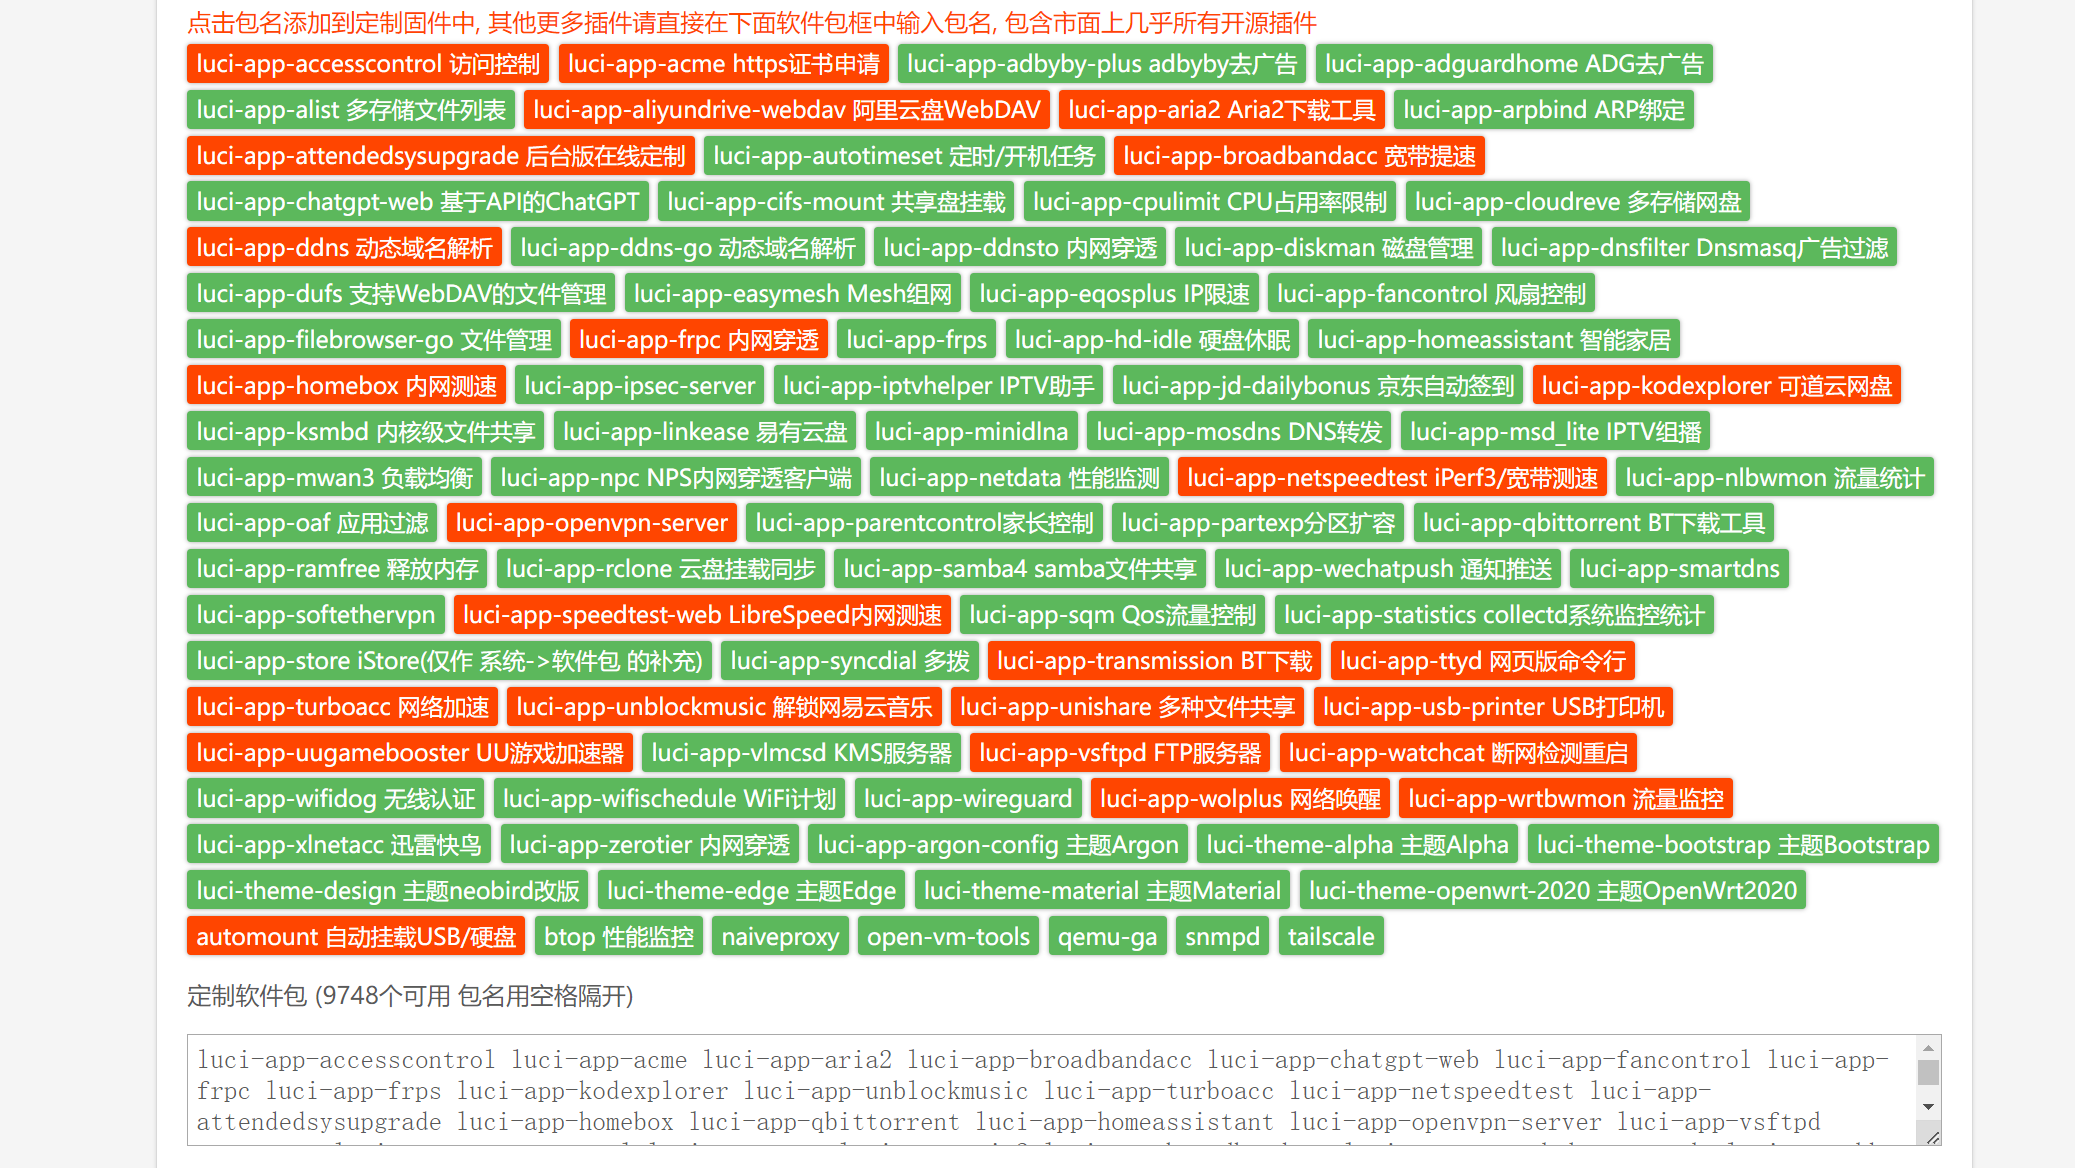 点击包名添加到定制固件中, 其他更多插件请直接在下面软件包框中输入包名, 包含市面上几乎所有开源插件
luci-app-accesscontrol 访问控制 luci-app-acme https证书申请 luci-app-adbyby-plus adbyby去广告 luci-app-adguardhome ADG去广告
luci-app-alist 多存储文件列表 luci-app-aliyundrive-webdav 阿里云盘WebDAV luci-app-aria2 Aria2下载工具 luci-app-arpbind ARP绑定
luci-app-attendedsysupgrade 后台版在线定制 luci-app-autotimeset 定时/开机任务 luci-app-broadbandacc 宽带提速
luci-app-chatgpt-web 基于API的ChatGPT luci-app-cifs-mount 共享盘挂载 luci-app-cpulimit CPU占用率限制 luci-app-cloudreve 多存储网盘
luci-app-ddns 动态域名解析 luci-app-ddns-go 动态域名解析 luci-app-ddnsto 内网穿透 luci-app-diskman 磁盘管理 luci-app-dnsfilter Dnsmasq广告过滤
luci-app-dufs 支持WebDAV的文件管理 luci-app-easymesh Mesh组网 luci-app-eqosplus IP限速 luci-app-fancontrol 风扇控制
luci-app-filebrowser-go 文件管理 luci-app-frpc 内网穿透 luci-app-frps luci-app-hd-idle 硬盘休眠 luci-app-homeassistant 智能家居
luci-app-homebox 内网测速 luci-app-ipsec-server luci-app-iptvhelper IPTV助手 luci-app-jd-dailybonus 京东自动签到 luci-app-kodexplorer 可道云网盘
luci-app-ksmbd 内核级文件共享 luci-app-linkease 易有云盘 luci-app-minidlna luci-app-mosdns DNS转发 luci-app-msd_lite IPTV组播
luci-app-mwan3 负载均衡 luci-app-npc NPS内网穿透客户端 luci-app-netdata 性能监测 luci-app-netspeedtest iPerf3/宽带测速 luci-app-nlbwmon 流量统计
luci-app-oaf 应用过滤 luci-app-openvpn-server luci-app-parentcontrol家长控制 luci-app-partexp分区扩容 luci-app-qbittorrent BT下载工具
luci-app-ramfree 释放内存 luci-app-rclone 云盘挂载同步 luci-app-samba4 samba文件共享 luci-app-wechatpush 通知推送 luci-app-smartdns
luci-app-softethervpn luci-app-speedtest-web LibreSpeed内网测速 luci-app-sqm Qos流量控制 luci-app-statistics collectd系统监控统计
luci-app-store iStore(仅作 系统->软件包 的补充) luci-app-syncdial 多拨 luci-app-transmission BT下载 luci-app-ttyd 网页版命令行
luci-app-turboacc 网络加速 luci-app-unblockmusic 解锁网易云音乐 luci-app-unishare 多种文件共享 luci-app-usb-printer USB打印机
luci-app-uugamebooster UU游戏加速器 luci-app-vlmcsd KMS服务器 luci-app-vsftpd FTP服务器 luci-app-watchcat 断网检测重启
luci-app-wifidog 无线认证 luci-app-wifischedule WiFi计划 luci-app-wireguard luci-app-wolplus 网络唤醒 luci-app-wrtbwmon 流量监控
luci-app-xlnetacc 迅雷快鸟 luci-app-zerotier 内网穿透 luci-app-argon-config 主题Argon luci-theme-alpha 主题Alpha luci-theme-bootstrap 主题Bootstrap
luci-theme-design 主题neobird改版 luci-theme-edge 主题Edge luci-theme-material 主题Material luci-theme-openwrt-2020 主题OpenWrt2020
automount 自动挂载USB/硬盘 btop 性能监控 naiveproxy open-vm-tools qemu-ga snmpd tailscale
定制软件包 (9748个可用 包名用空格隔开)
luci-app-accesscontrol luci-app-acme luci-app-aria2 luci-app-broadbandacc luci-app-chatgpt-web luci-app-fancontrol luci-app-
frpc luci-app-frps luci-app-kodexplorer luci-app-unblockmusic luci-app-turboacc luci-app-netspeedtest luci-app-
attendedsysupgrade luci-app-homebox luci-app-qbittorrent luci-app-homeassistant luci-app-openvpn-server luci-app-vsftpd